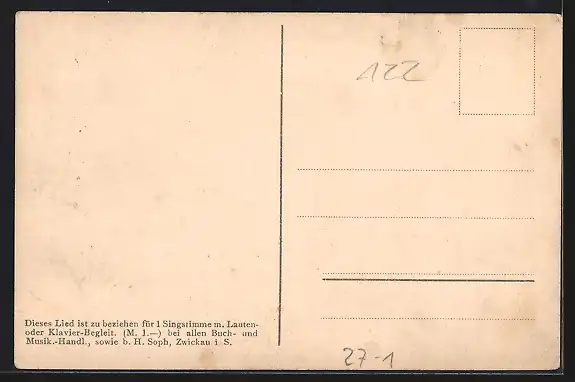 122
Dieses Lied ist zu beziehen für 1 Singstimme m. Lauten-
oder Klavier-Begleit. (M. 1.—) bei allen Buch- und
Musik.-Handl., sowie b. H. Soph, Zwickau i S.
27-1